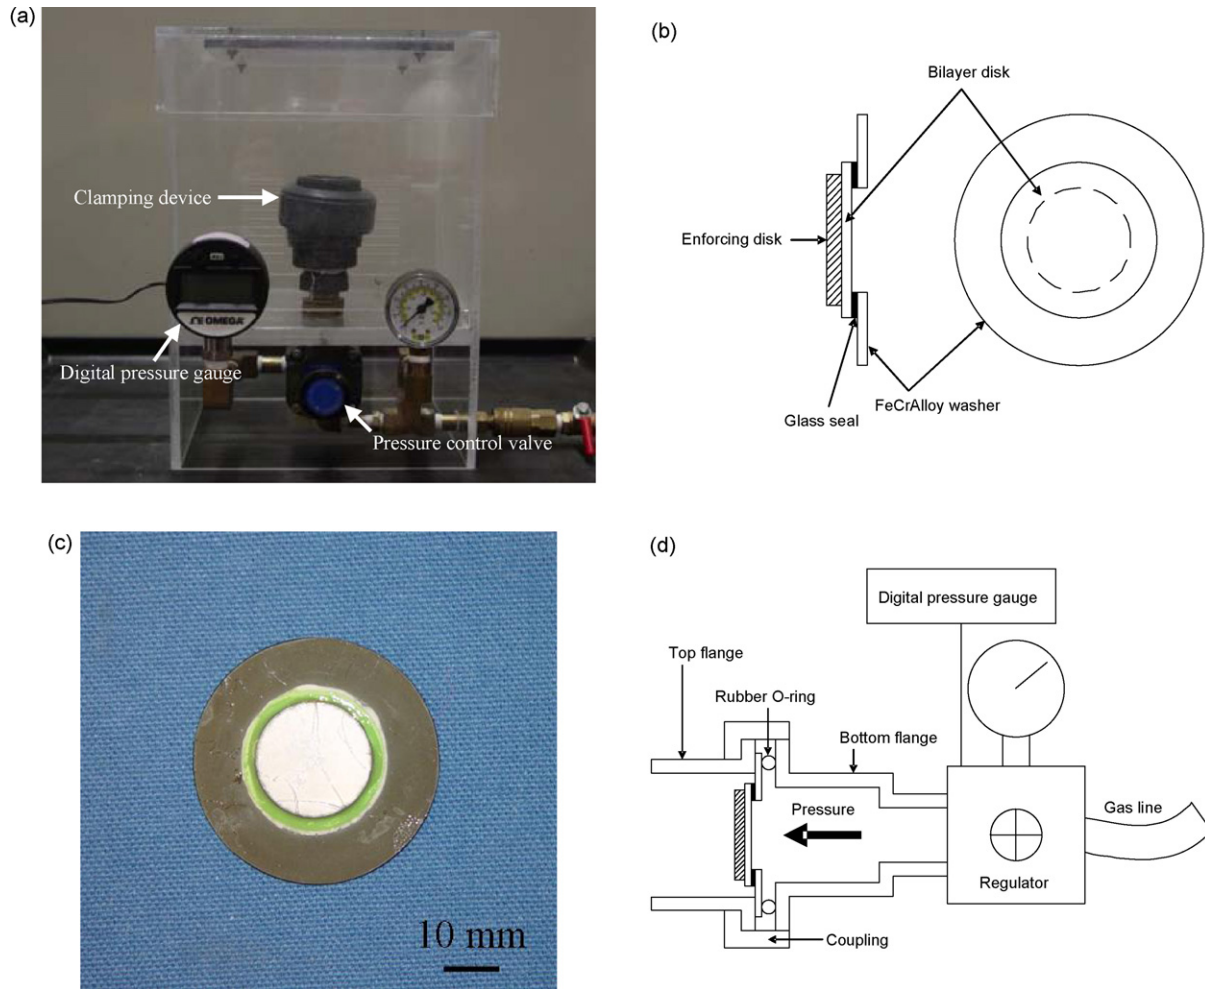 (a)
Clamping device
ΩE OMEGA
Digital pressure gauge
Pressure control valve
(b)
Bilayer disk
Enforcing disk
Glass seal
FeCrAlloy washer
(c)
10 mm
(d)
Digital pressure gauge
Top flange
Rubber O-ring
Bottom flange
Pressure
Gas line
Regulator
Coupling